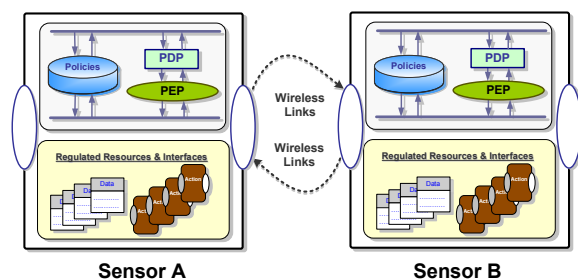 PDP
Policies
PEP
Regulated Resources & Interfaces
Data
Action
Sensor A
Wireless
Links
Wireless
Links
PDP
Policies
PEP
Regulated Resources & Interfaces
Data
Action
Sensor B